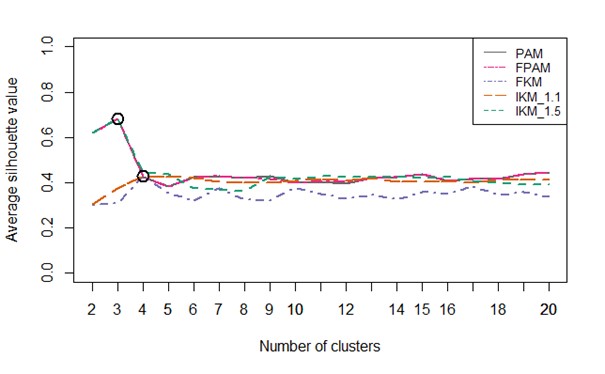 PAM
FPAM
FKM
IKM_1.1
IKM_1.5
1.0
0.8
0.6
0.4
0.2
0.0
Average silhouette value
2 3 4 5 6 7 8 9 10 12 14 15 16 18 20
Number of clusters